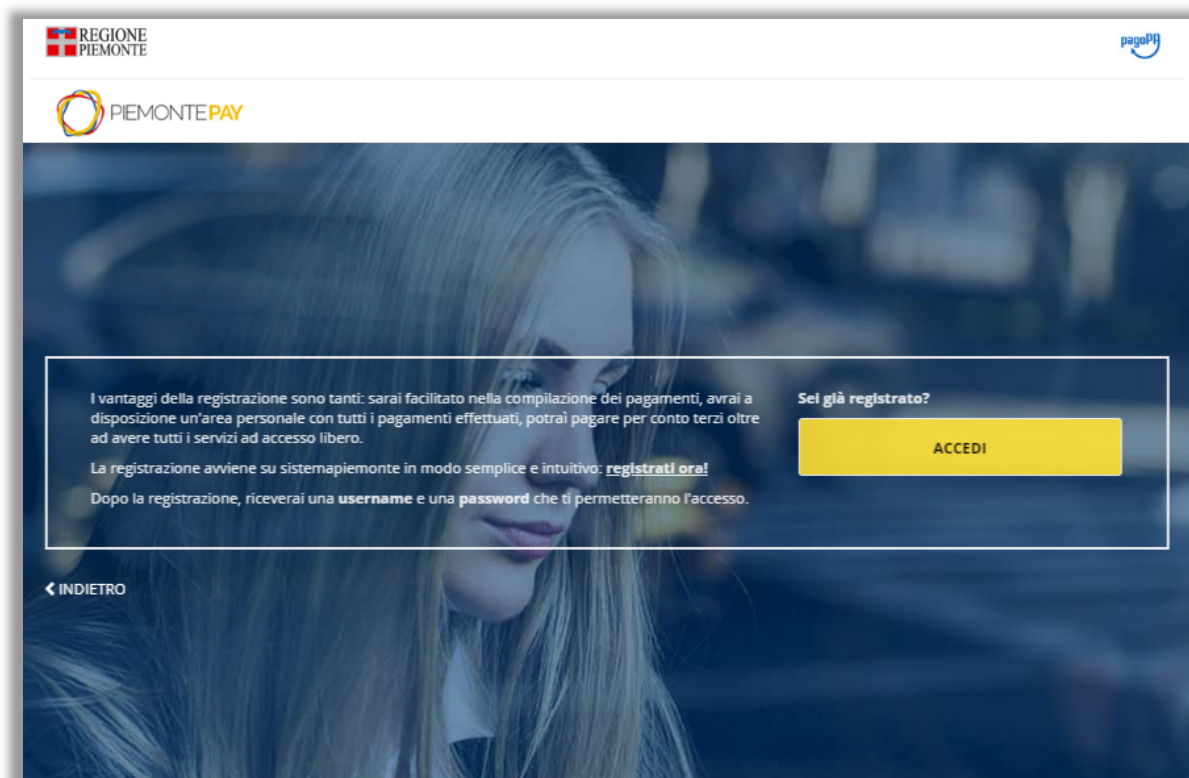 REGIONE
PIEMONTE
pagoPA
PIEMONTEPAY
I vantaggi della registrazione sono tanti: sarai facilitato nella compilazione dei pagamenti, avrai a
disposizione un'area personale con tutti i pagamenti effettuati, potrai pagare per conto terzi oltre
ad avere tutti i servizi ad accesso libero.
La registrazione avviene su sistemapiemonte in modo semplice e intuitivo: registrati ora!
Dopo la registrazione, riceverai una username e una password che ti permetteranno l'accesso.
Sei già registrato?
ACCEDI
INDIETRO